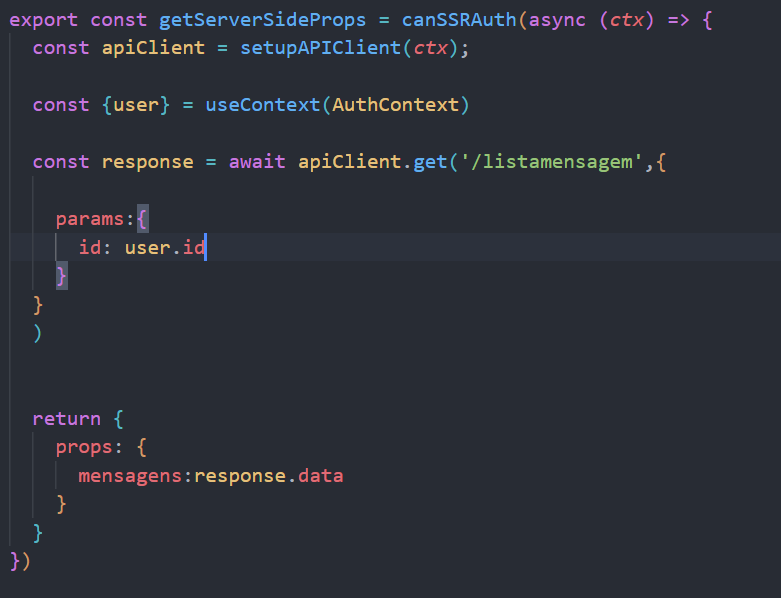 export const getServerSideProps = canSSRAuth(async (ctx) => {
const apiClient = setupAPIClient(ctx);
const {user} = useContext(AuthContext)
const response = await apiClient.get('/listamensagem',{
params:{
id: user.id
}
}
)
return {
props: {
mensagens:response.data
}
}
})